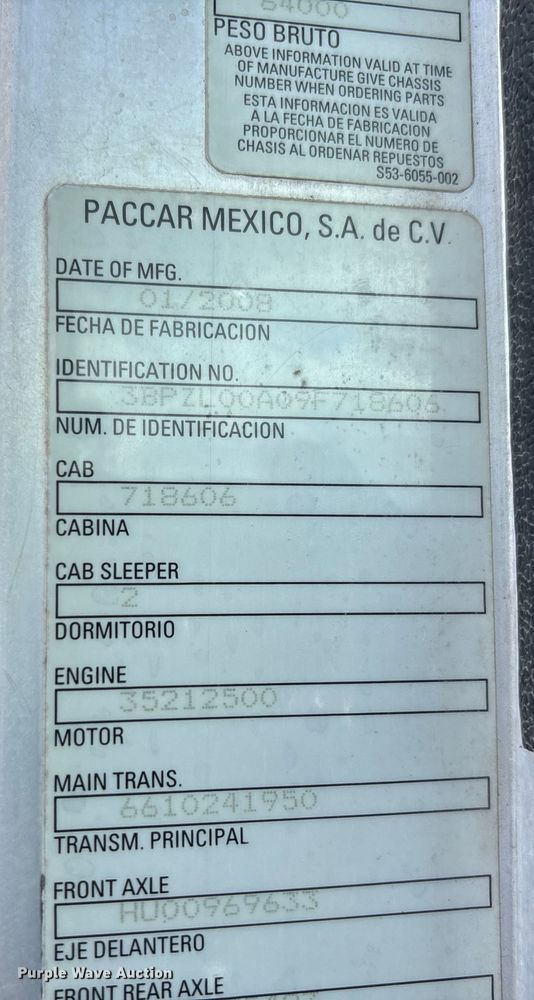 64000
PESO BRUTO
ABOVE INFORMATION VALID AT TIME
OF MANUFACTURE GIVE CHASSIS
NUMBER WHEN ORDERING PARTS
ESTA INFORMACION ES VALIDA
A LA FECHA DE FABRICACION
PROPORCIONAR EL NUMERO DE
CHASIS AL ORDENAR REPUESTOS
S53-6055-002
PACCAR MEXICO, S.A. de C.V.
DATE OF MFG.
01/2008
FECHA DE FABRICACION
IDENTIFICATION NO.
3BPZL00A09F718606
NUM. DE IDENTIFICACION
CAB
718606
CABINA
CAB SLEEPER
2
DORMITORIO
ENGINE
35212500
MOTOR
MAIN TRANS.
6610241950
TRANSM. PRINCIPAL
FRONT AXLE
HU00969633
EJE DELANTERO
FRONT REAR AXLE
Purple Wave Auction